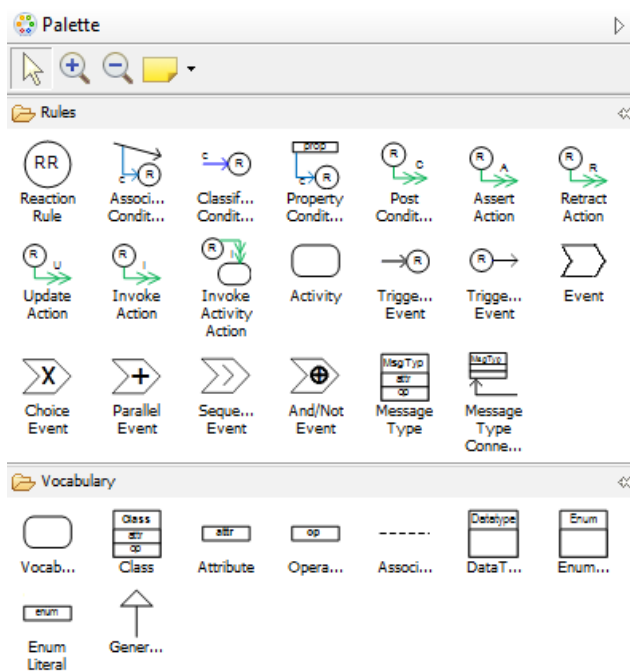 Palette
Rules
RR
C R
C R
prop
C R
R C
R A
R R
Reaction Rule
Associ... Condit...
Classif... Condit...
Property Condit...
Post Condit...
Assert Action
Retract Action
R U
R I
R I
R
R
Update Action
Invoke Action
Invoke Activity Action
Activity
Trigge... Event
Trigge... Event
Event
X
+
MsgTyp
attr
op
MsgTyp
Choice Event
Parallel Event
Seque... Event
And/Not Event
Message Type
Message Type Conne...
Vocabulary
Class
attr
op
attr
op
Datatype
Enum
Vocab...
Class
Attribute
Opera...
Associ...
DataT...
Enum...
enum
Enum Literal
Gener...